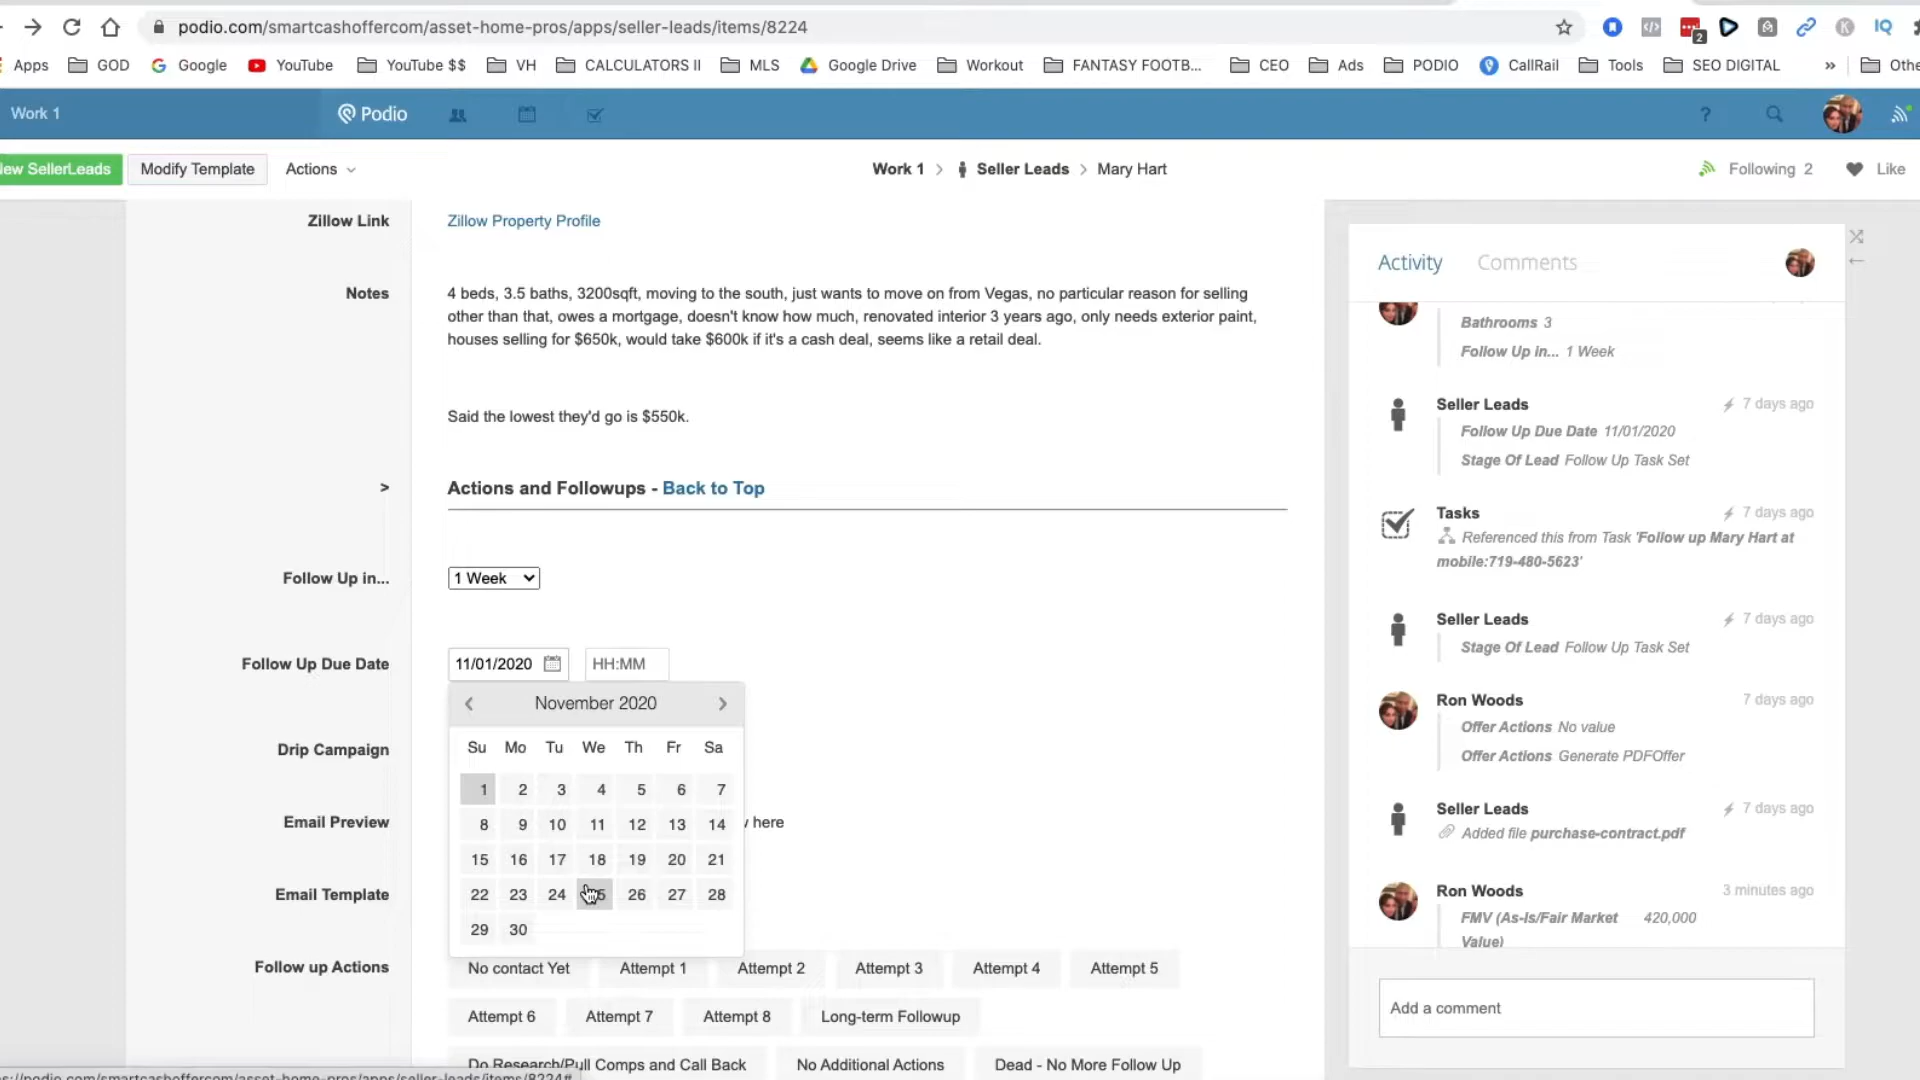 podio.com/smartcashoffercom/asset-home-pros/apps/seller-leads/items/8224
2
K
IQ
Apps GOD Google YouTube YouTube $$ VH CALCULATORS II MLS Google Drive Workout FANTASY FOOTB... CEO Ads PODIO CallRail Tools SEO DIGITAL » Othe
Work 1 Podio ?
New SellerLeads Modify Template Actions Work 1 > Seller Leads > Mary Hart Following 2 Like
Zillow Link Zillow Property Profile
Notes
4 beds, 3.5 baths, 3200sqft, moving to the south, just wants to move on from Vegas, no particular reason for selling
other than that, owes a mortgage, doesn't know how much, renovated interior 3 years ago, only needs exterior paint,
houses selling for $650k, would take $600k if it's a cash deal, seems like a retail deal.
Said the lowest they'd go is $550k.
> Actions and Followups - Back to Top
Follow Up in... 1 Week
Follow Up Due Date 11/01/2020 HH:MM
November 2020
Su Mo Tu We Th Fr Sa
1 2 3 4 5 6 7
8 9 10 11 12 13 14
15 16 17 18 19 20 21
22 23 24 26 27 28
29 30
Drip Campaign
Email Preview here
Email Template
Follow up Actions
No contact Yet Attempt 1 Attempt 2 Attempt 3 Attempt 4 Attempt 5
Attempt 6 Attempt 7 Attempt 8 Long-term Followup
Do Research/Pull Comps and Call Back No Additional Actions Dead - No More Follow Up
Activity Comments
Bathrooms 3
Follow Up in... 1 Week
Seller Leads 7 days ago
Follow Up Due Date 11/01/2020
Stage Of Lead Follow Up Task Set
Tasks 7 days ago
Referenced this from Task 'Follow up Mary Hart at
mobile:719-480-5623'
Seller Leads 7 days ago
Stage Of Lead Follow Up Task Set
Ron Woods 7 days ago
Offer Actions No value
Offer Actions Generate PDFOffer
Seller Leads 7 days ago
Added file purchase-contract.pdf
Ron Woods 3 minutes ago
FMV (As-Is/Fair Market 420,000
Value)
Add a comment
s://podio.com/smartcashoffercom/asset-home-pros/apps/seller-leads/items/8224#